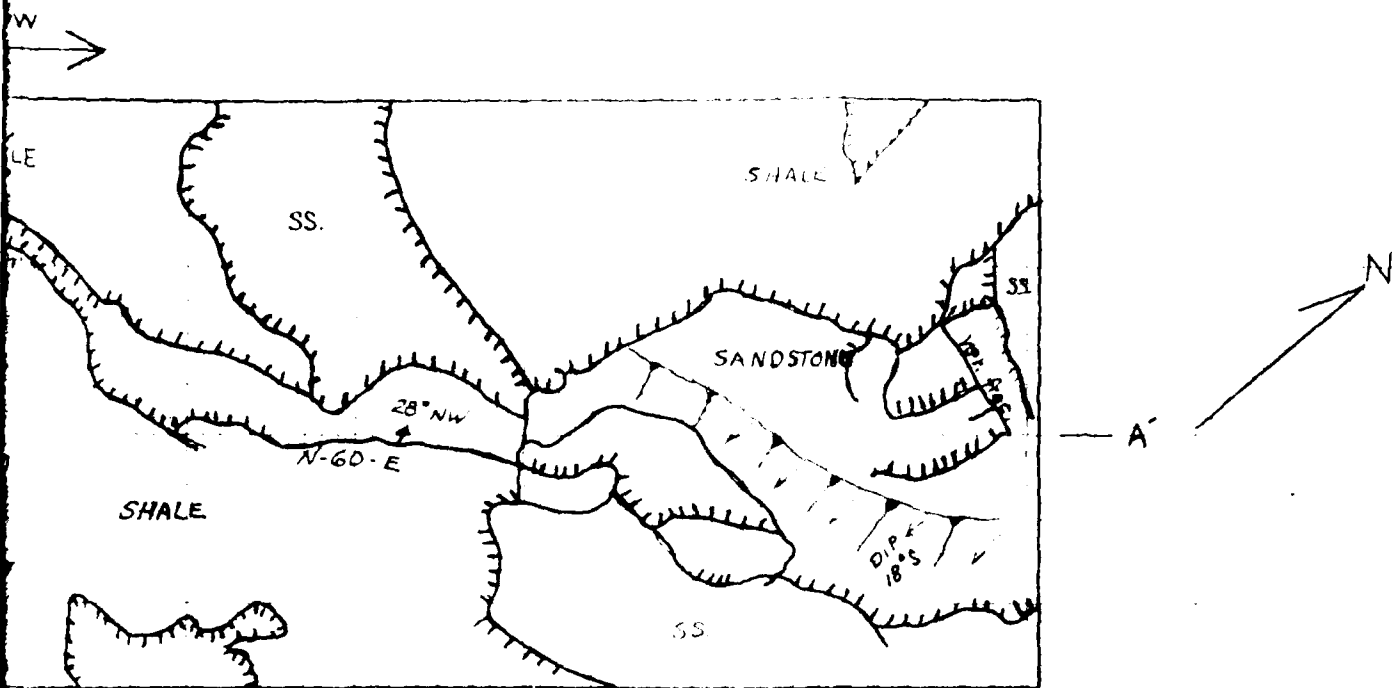 W
LE
SHALE
SS.
SS
N
SANDSTONE
28° NW
A'
N-60-E
SHALE
DIP
18°S
SS